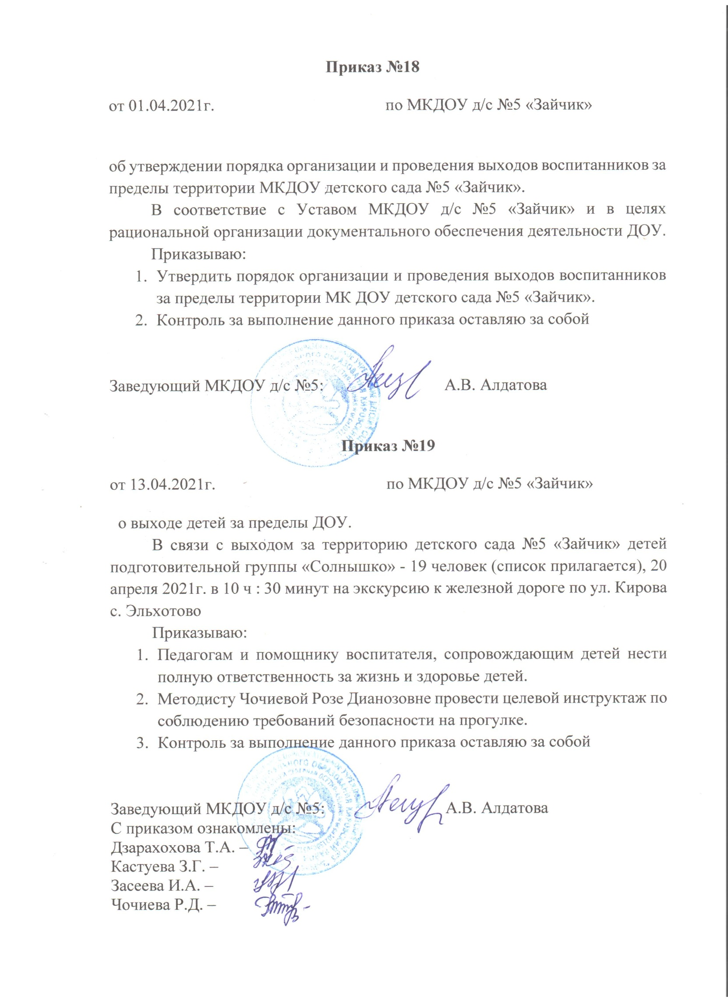 Приказ №18
от 01.04.2021г. по МКДОУ д/с №5 «Зайчик»
об утверждении порядка организации и проведения выходов воспитанников за
пределы территории МКДОУ детского сада №5 «Зайчик».
В соответствие с Уставом МКДОУ д/с №5 «Зайчик» и в целях
рациональной организации документального обеспечения деятельности ДОУ.
Приказываю:
1. Утвердить порядок организации и проведения выходов воспитанников
за пределы территории МК ДОУ детского сада №5 «Зайчик».
2. Контроль за выполнение данного приказа оставляю за собой
Заведующий МКДОУ д/с №5: А.В. Алдатова
Приказ №19
от 13.04.2021г. по МКДОУ д/с №5 «Зайчик»
о выходе детей за пределы ДОУ.
В связи с выходом за территорию детского сада №5 «Зайчик» детей
подготовительной группы «Солнышко» - 19 человек (список прилагается), 20
апреля 2021г. в 10 ч : 30 минут на экскурсию к железной дороге по ул. Кирова
с. Эльхотово
Приказываю:
1. Педагогам и помощнику воспитателя, сопровождающим детей нести
полную ответственность за жизнь и здоровье детей.
2. Методисту Чочиевой Розе Дианозовне провести целевой инструктаж по
соблюдению требований безопасности на прогулке.
3. Контроль за выполнение данного приказа оставляю за собой
Заведующий МКДОУ д/с №5: А.В. Алдатова
С приказом ознакомлены:
Дзарахохова Т.А. –
Кастуева З.Г. –
Засеева И.А. –
Чочиева Р.Д. –